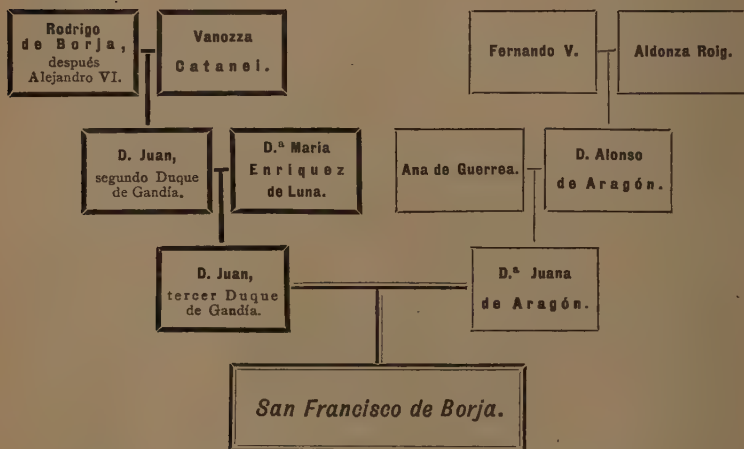 Rodrigo
de Borja,
después
Alejandro VI.
Vanozza
Catanei.
Fernando V.
Aldonza Roig.
D. Juan,
segundo Duque
de Gandía.
D.ª Maria
Enríquez
de Luna.
Ana de Guerrea.
D. Alonso
de Aragón.
D. Juan,
tercer Duque
de Gandía.
D.ª Juana
de Aragón.
San Francisco de Borja.